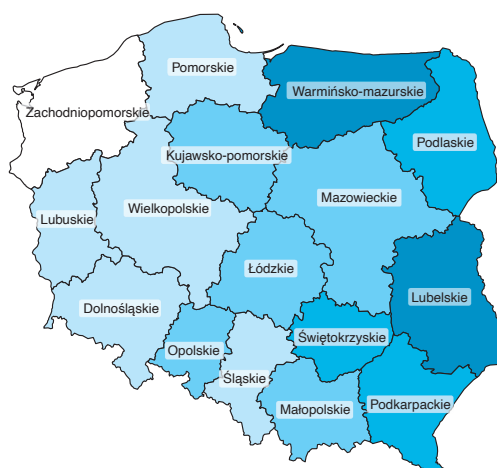 Pomorskie
Warmińsko-mazurskie
Zachodniopomorskie
Podlaskie
Kujawsko-pomorskie
Mazowieckie
Wielkopolskie
Lubuskie
Łódzkie
Lubelskie
Dolnośląskie
Świętokrzyskie
Opolskie
Śląskie
Podkarpackie
Małopolskie